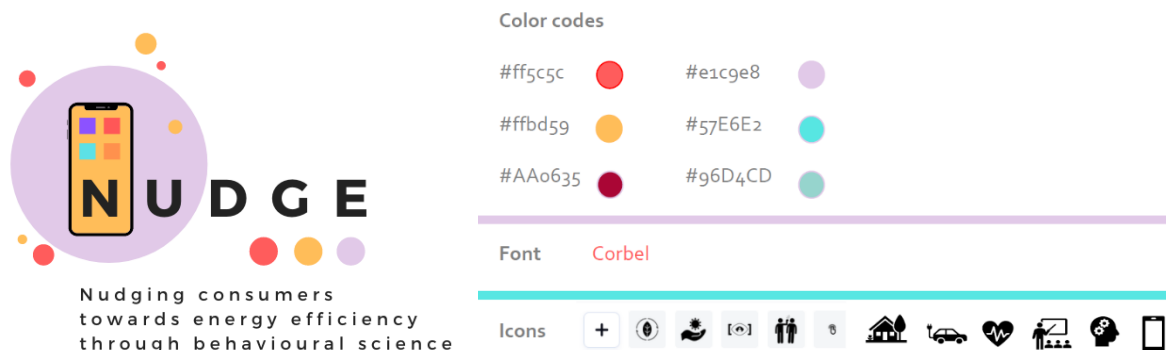 NUDGE
Nudging consumers
towards energy efficiency
through behavioural science
Color codes
#ff5c5c #e1c9e8
#ffbd59 #57E6E2
#AA0635 #96D4CD
Font Corbel
Icons